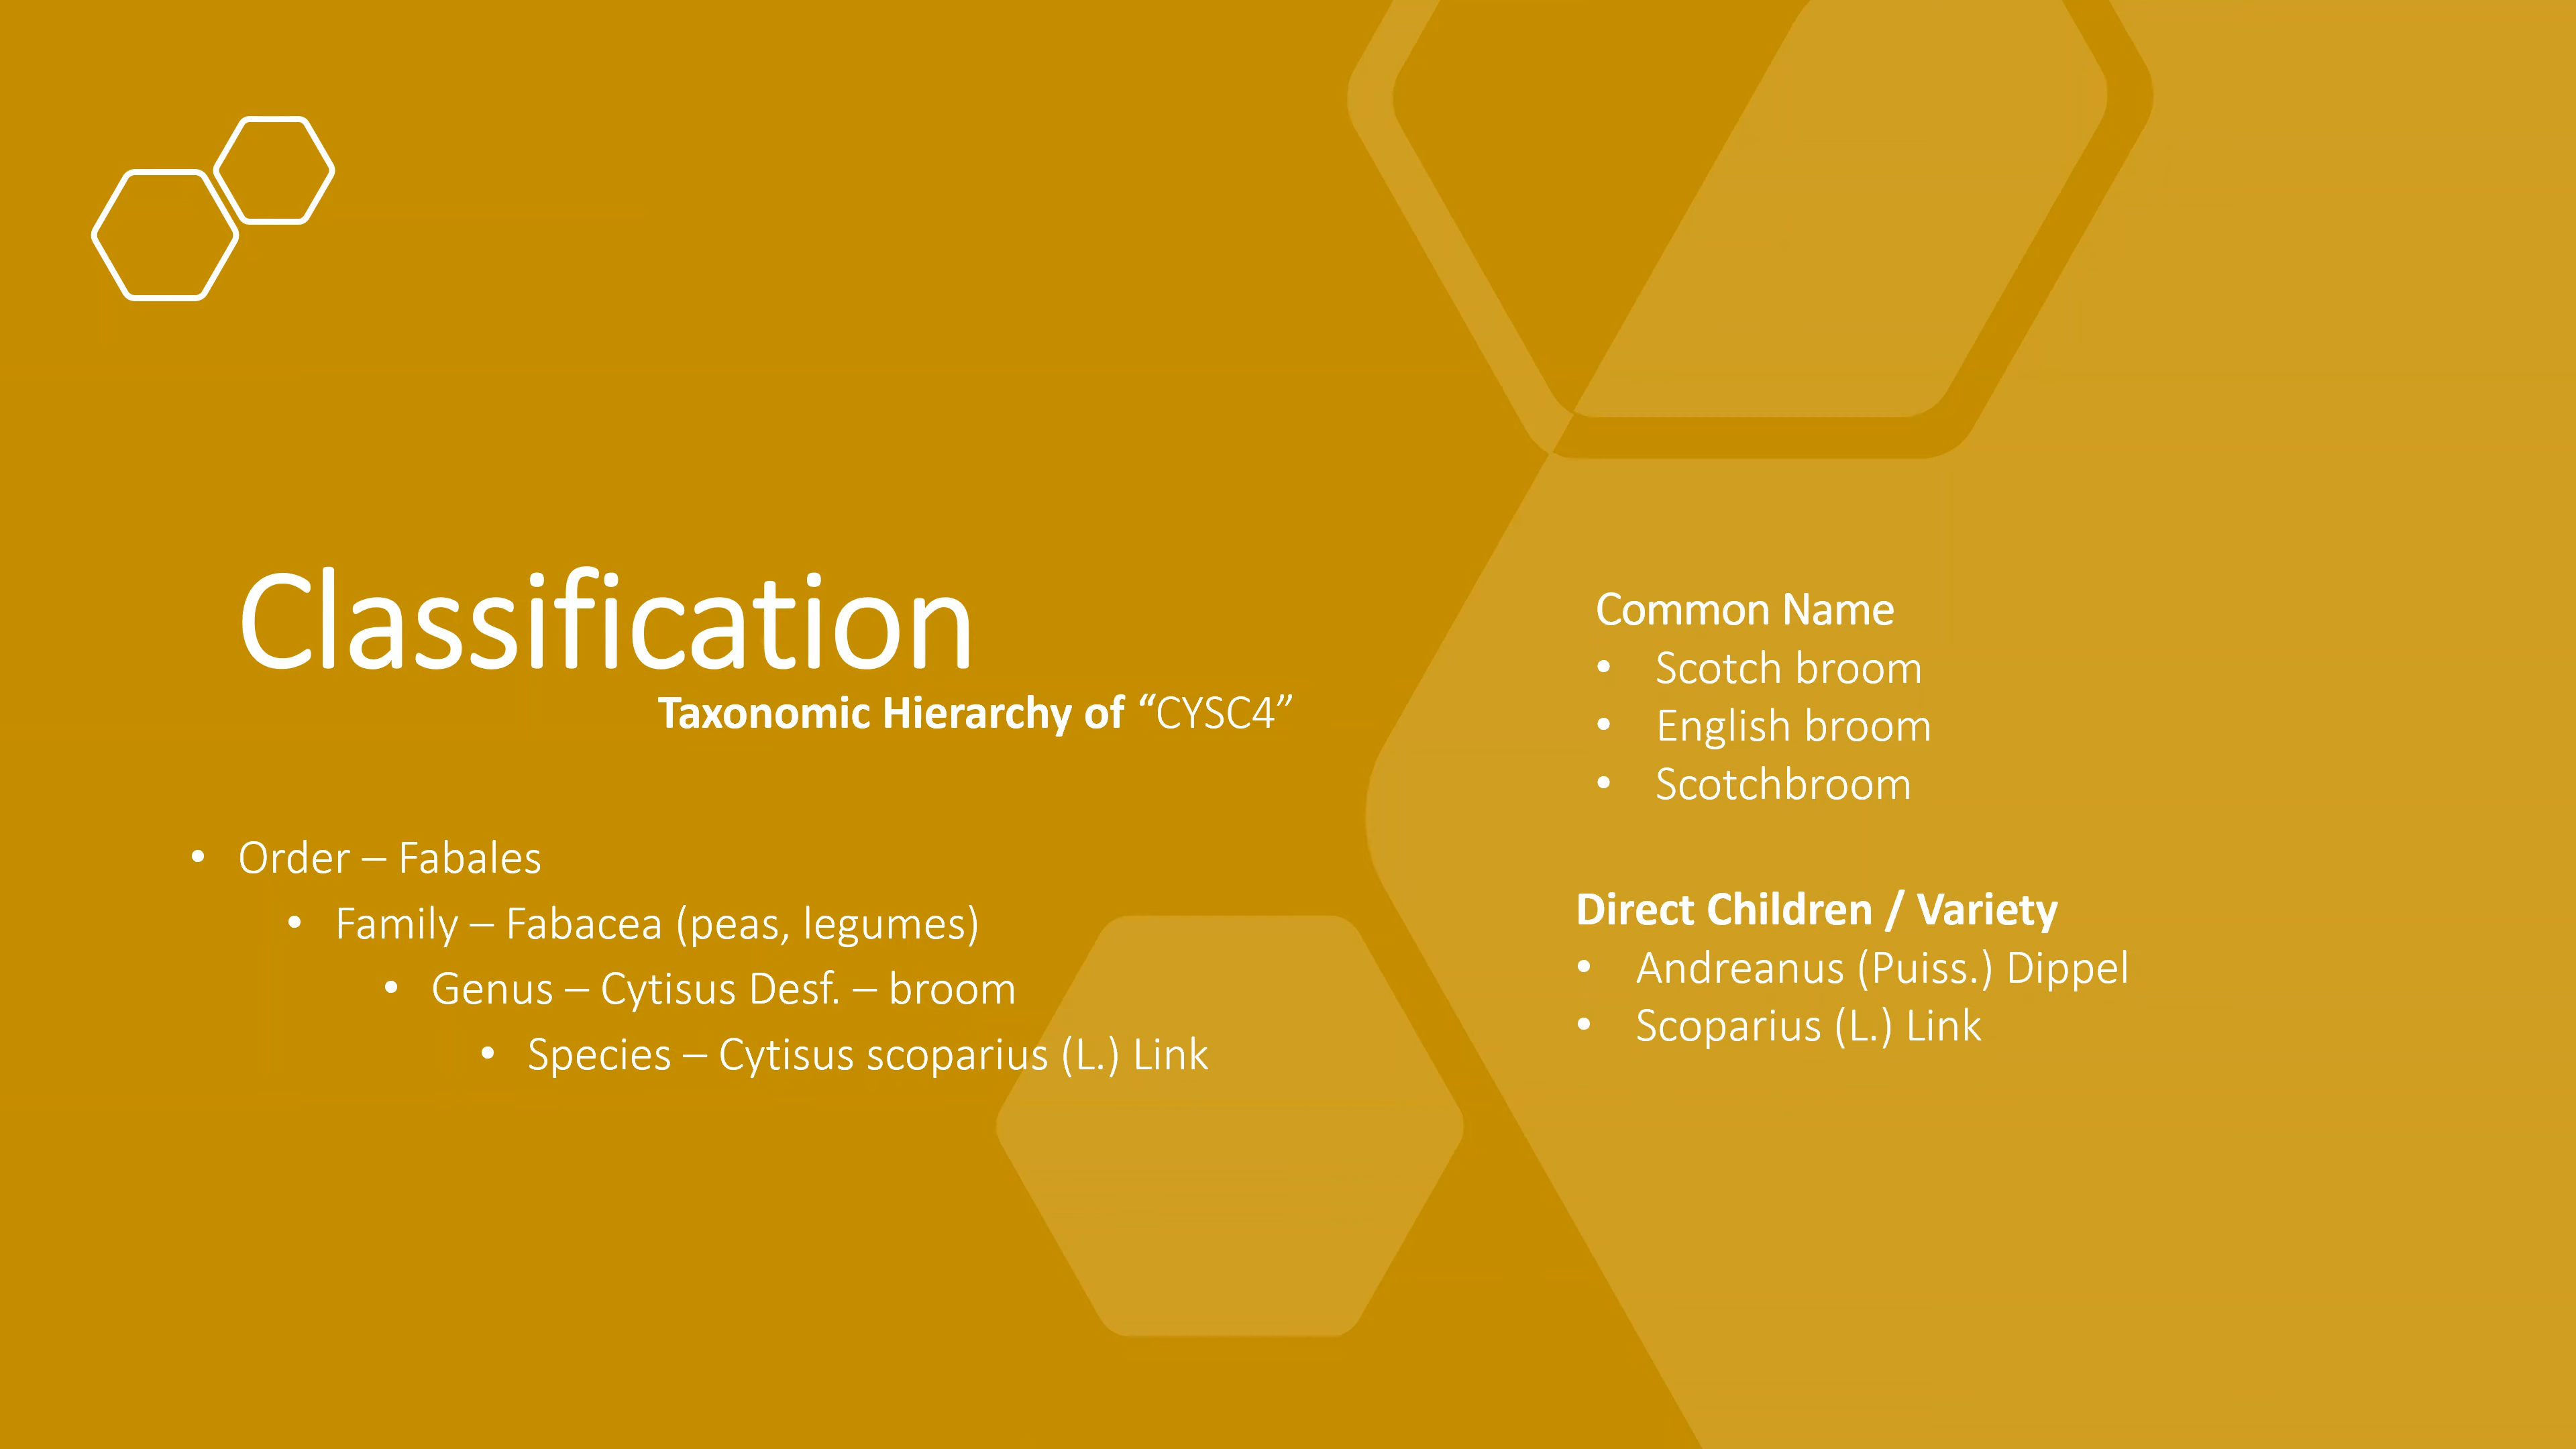 Classification
Taxonomic Hierarchy of “CYSC4”
• Order – Fabales
• Family – Fabacea (peas, legumes)
• Genus – Cytisus Desf. – broom
• Species – Cytisus scoparius (L.) Link
Common Name
• Scotch broom
• English broom
• Scotchbroom
Direct Children / Variety
• Andreanus (Puiss.) Dippel
• Scoparius (L.) Link